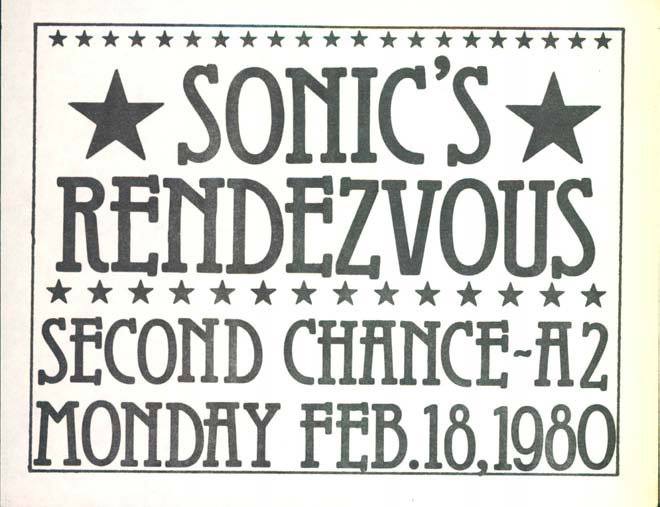 SONIC'S
RENDEZVOUS
SECOND CHANCE~A2
MONDAY FEB.18,1980